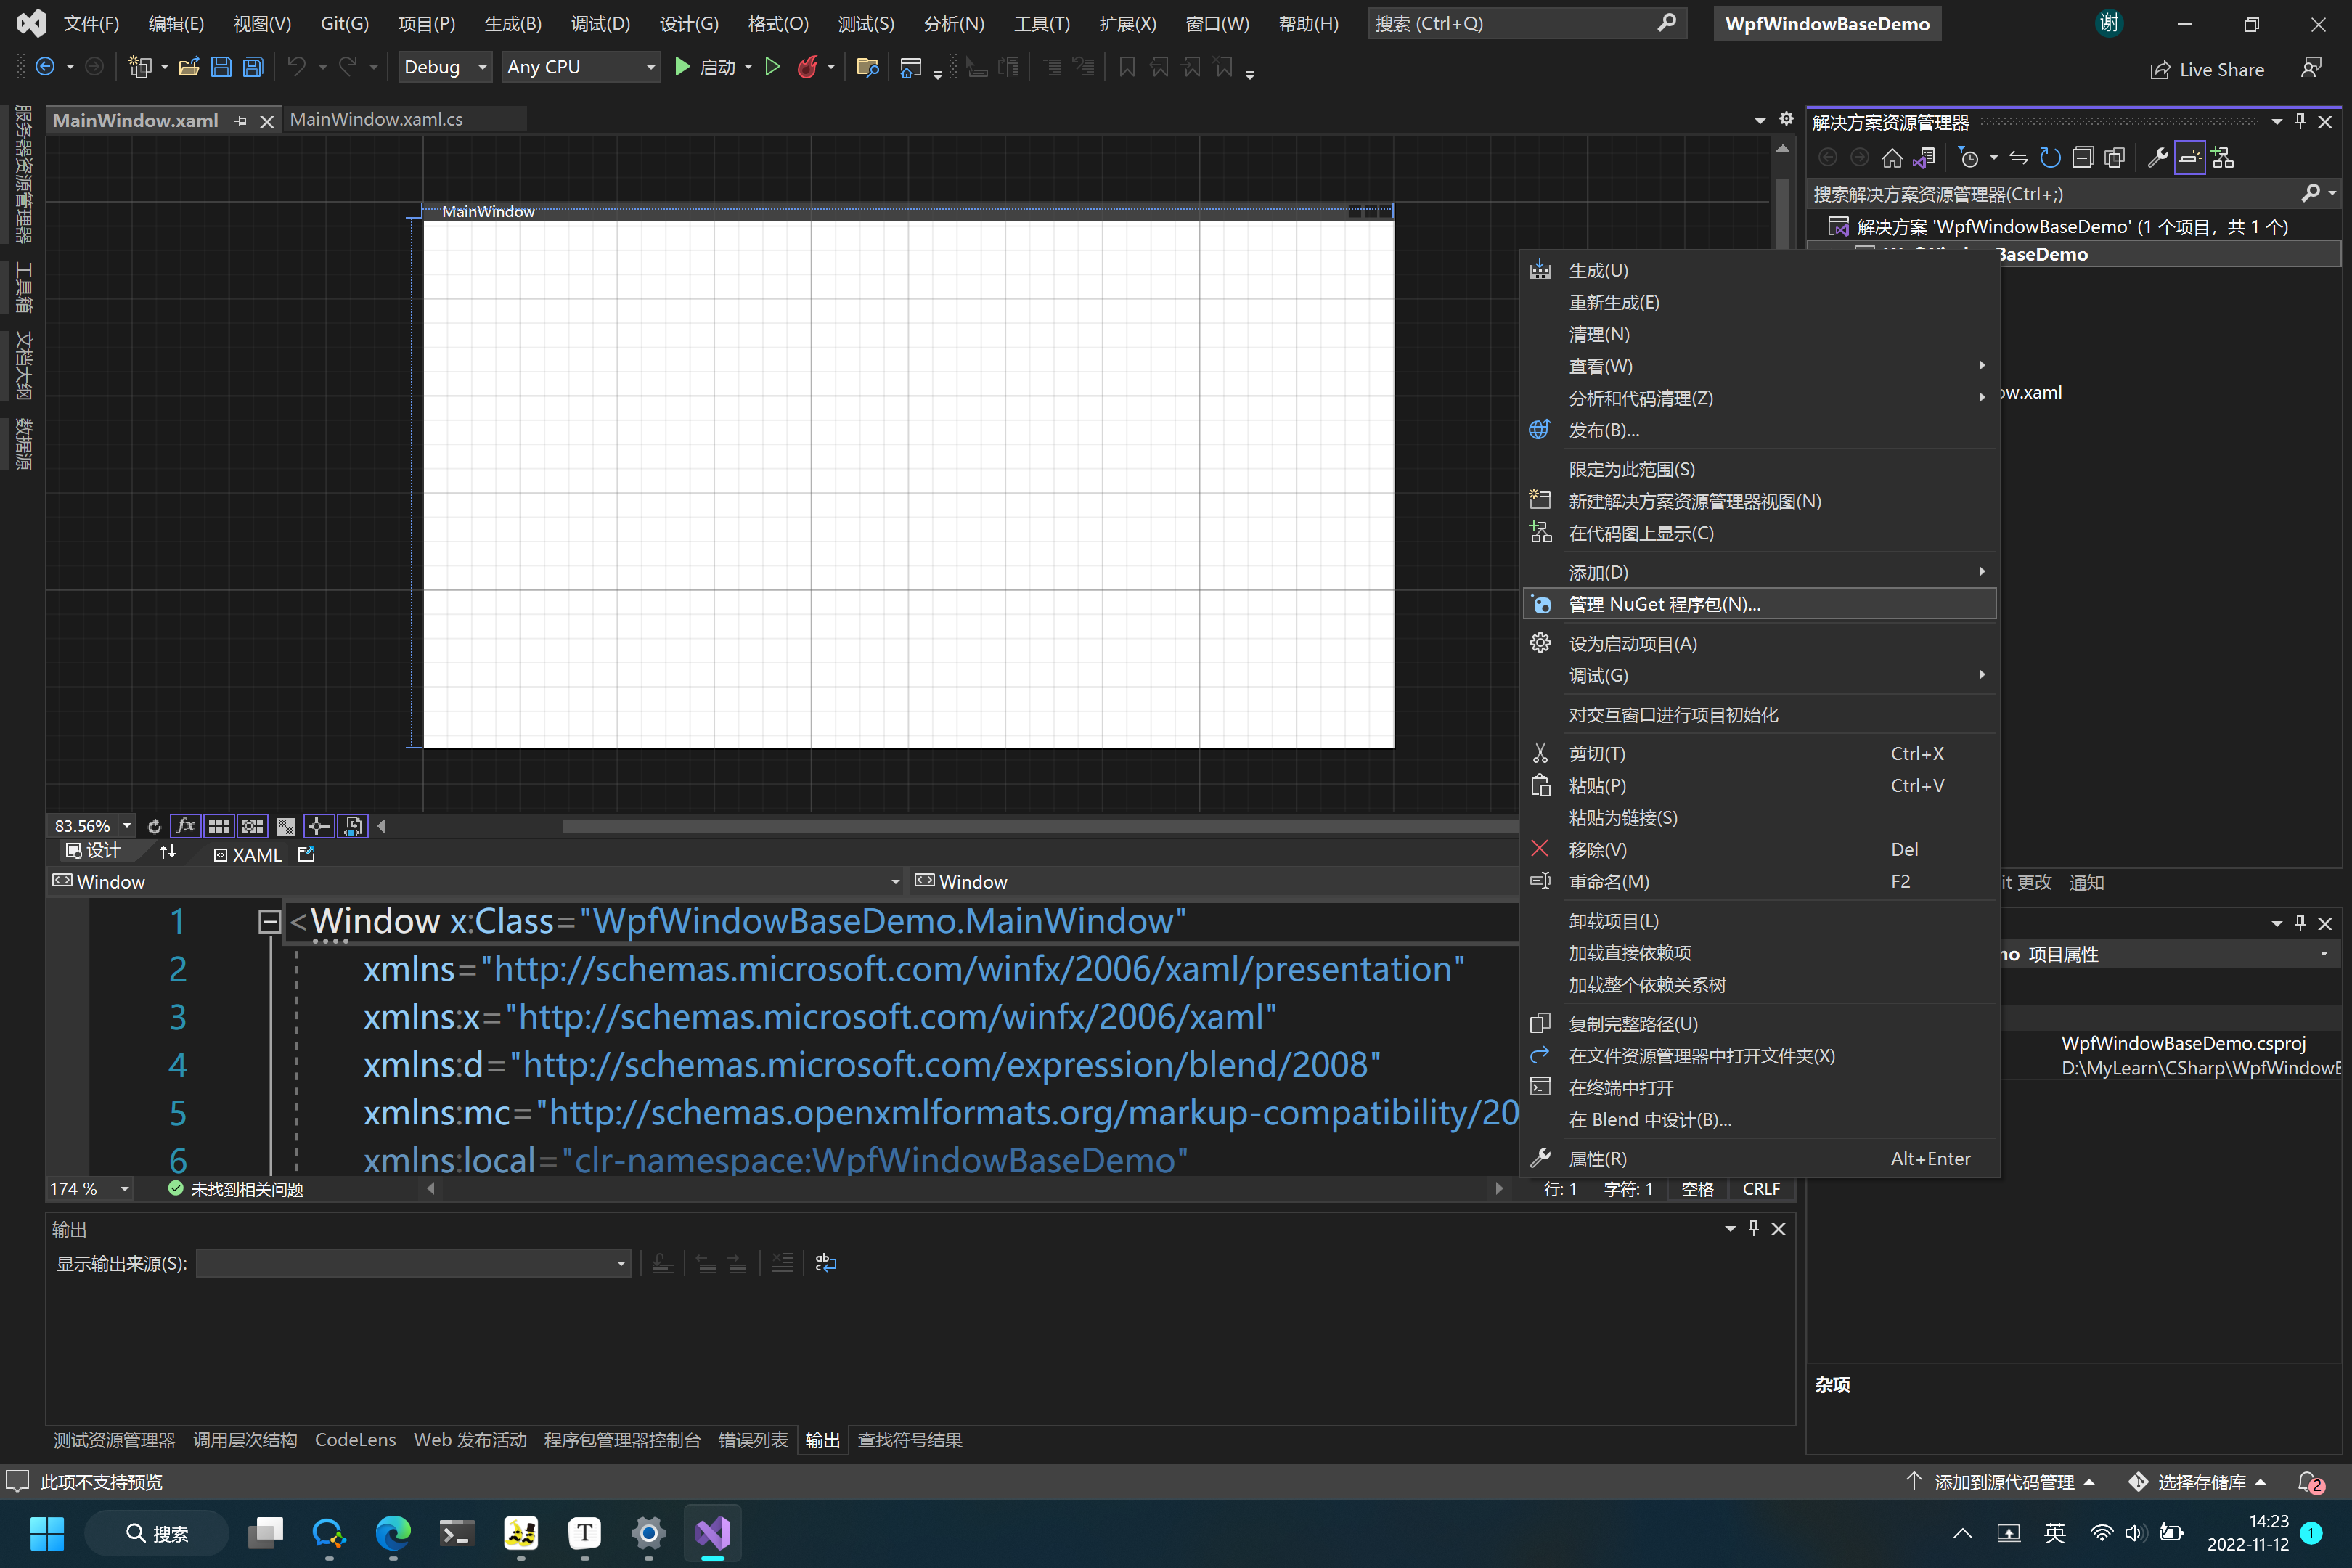 文件(F) 编辑(E) 视图(V) Git(G) 项目(P) 生成(B) 调试(D) 设计(G) 格式(O) 测试(S) 分析(N) 工具(T) 扩展(X) 窗口(W) 帮助(H) 搜索 (Ctrl+Q) WpfWindowBaseDemo 谢
Debug Any CPU 启动 Live Share
服务器资源管理器
工具箱
文档大纲
数据源
MainWindow.xaml MainWindow.xaml.cs
MainWindow
解决方案资源管理器
搜索解决方案资源管理器(Ctrl+;)
解决方案 'WpfWindowBaseDemo' (1 个项目，共 1 个)
BaseDemo
ow.xaml
生成(U)
重新生成(E)
清理(N)
查看(W)
分析和代码清理(Z)
发布(B)...
限定为此范围(S)
新建解决方案资源管理器视图(N)
在代码图上显示(C)
添加(D)
管理 NuGet 程序包(N)...
设为启动项目(A)
调试(G)
对交互窗口进行项目初始化
剪切(T) Ctrl+X
粘贴(P) Ctrl+V
粘贴为链接(S)
移除(V) Del
重命名(M) F2
卸载项目(L)
加载直接依赖项
加载整个依赖关系树
复制完整路径(U)
在文件资源管理器中打开文件夹(X)
在终端中打开
在 Blend 中设计(B)...
属性(R) Alt+Enter
it 更改 通知
no 项目属性
WpfWindowBaseDemo.csproj
D:\MyLearn\CSharp\WpfWindowB
杂项
83.56% fx
设计 XAML
Window Window
1 <Window x:Class="WpfWindowBaseDemo.MainWindow"
2 xmlns="http://schemas.microsoft.com/winfx/2006/xaml/presentation"
3 xmlns:x="http://schemas.microsoft.com/winfx/2006/xaml"
4 xmlns:d="http://schemas.microsoft.com/expression/blend/2008"
5 xmlns:mc="http://schemas.openxmlformats.org/markup-compatibility/20
6 xmlns:local="clr-namespace:WpfWindowBaseDemo"
174 % 未找到相关问题 行: 1 字符: 1 空格 CRLF
输出
显示输出来源(S):
测试资源管理器 调用层次结构 CodeLens Web 发布活动 程序包管理器控制台 错误列表 输出 查找符号结果
此项不支持预览 添加到源代码管理 选择存储库 2
搜索 T 英 14:23 1
2022-11-12